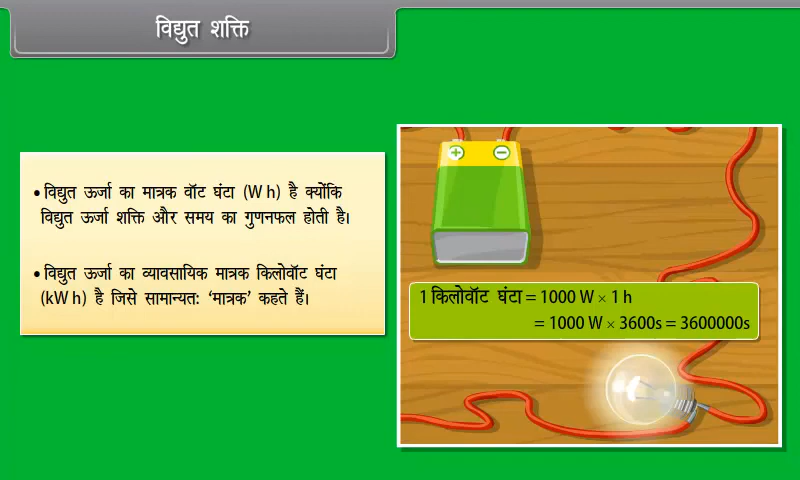 विद्युत शक्ति
• विद्युत ऊर्जा का मात्रक वॉट घंटा (W h) है क्योंकि
विद्युत ऊर्जा शक्ति और समय का गुणनफल होती है।
• विद्युत ऊर्जा का व्यावसायिक मात्रक किलोवॉट घंटा
(kW h) है जिसे सामान्यतः ‘मात्रक’ कहते हैं।
+ −
1 किलोवॉट घंटा = 1000 W × 1 h
= 1000 W × 3600s = 3600000s